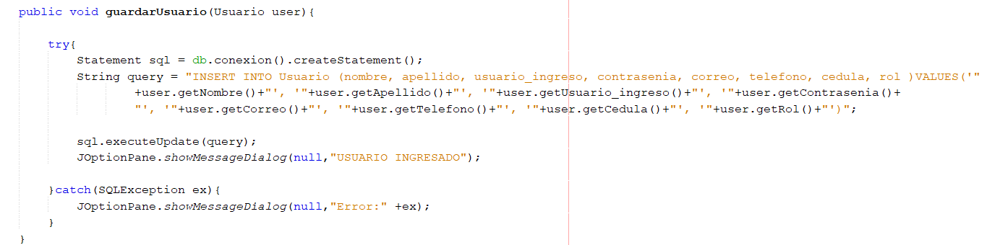 public void guardarUsuario(Usuario user){
try{
Statement sql = db.conexion().createStatement();
String query = "INSERT INTO Usuario (nombre, apellido, usuario_ingreso, contrasenia, correo, telefono, cedula, rol )VALUES('"
+user.getNombre()+"', '"+user.getApellido()+"', '"+user.getUsuario_ingreso()+"', '"+user.getContrasenia()+
"', '"+user.getCorreo()+"', '"+user.getTelefono()+"', '"+user.getCedula()+"', '"+user.getRol()+"')";
sql.executeUpdate(query);
JOptionPane.showMessageDialog(null,"USUARIO INGRESADO");
}catch(SQLException ex){
JOptionPane.showMessageDialog(null,"Error:" +ex);
}
}